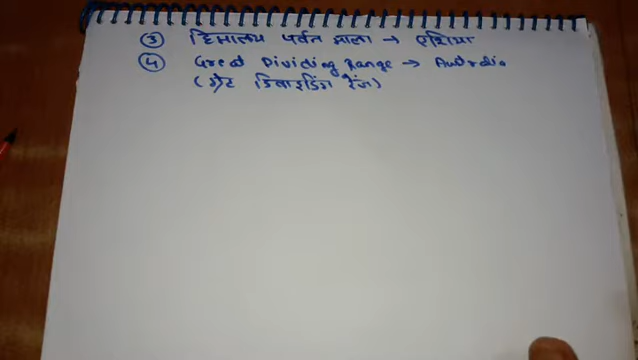 ③ हिमालय पर्वत माला → एशिया
④ Great Dividing Range → Australia
(ग्रेट डिवाइडिंग रेंज)